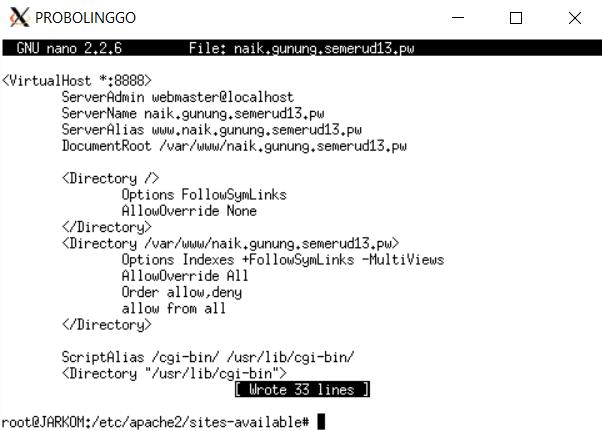 PROBOLINGGO
GNU nano 2.2.6 File: naik.gunung.semerud13.pw
<VirtualHost *:8888>
ServerAdmin webmaster@localhost
ServerName naik.gunung.semerud13.pw
ServerAlias www.naik.gunung.semerud13.pw
DocumentRoot /var/www/naik.gunung.semerud13.pw
<Directory />
Options FollowSymLinks
AllowOverride None
</Directory>
<Directory /var/www/naik.gunung.semerud13.pw>
Options Indexes +FollowSymLinks -MultiViews
AllowOverride All
Order allow,deny
allow from all
</Directory>
ScriptAlias /cgi-bin/ /usr/lib/cgi-bin/
<Directory "/usr/lib/cgi-bin">
[ Wrote 33 lines ]
root@JARKOM:/etc/apache2/sites-available#